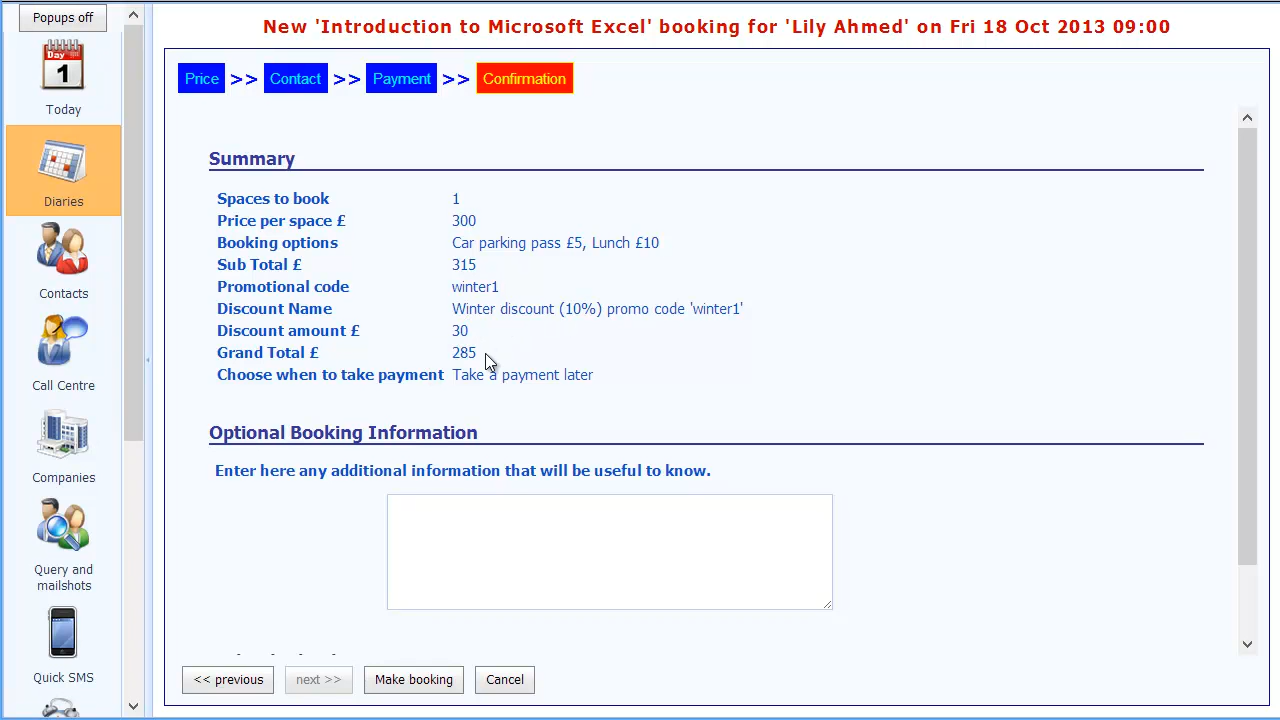 Popups off
New 'Introduction to Microsoft Excel' booking for 'Lily Ahmed' on Fri 18 Oct 2013 09:00
Price >> Contact >> Payment >> Confirmation
Day
1
Today
Diaries
Contacts
Call Centre
Companies
Query and
mailshots
Quick SMS
Summary
Spaces to book 1
Price per space £ 300
Booking options Car parking pass £5, Lunch £10
Sub Total £ 315
Promotional code winter1
Discount Name Winter discount (10%) promo code 'winter1'
Discount amount £ 30
Grand Total £ 285
Choose when to take payment Take a payment later
Optional Booking Information
Enter here any additional information that will be useful to know.
<< previous next >> Make booking Cancel